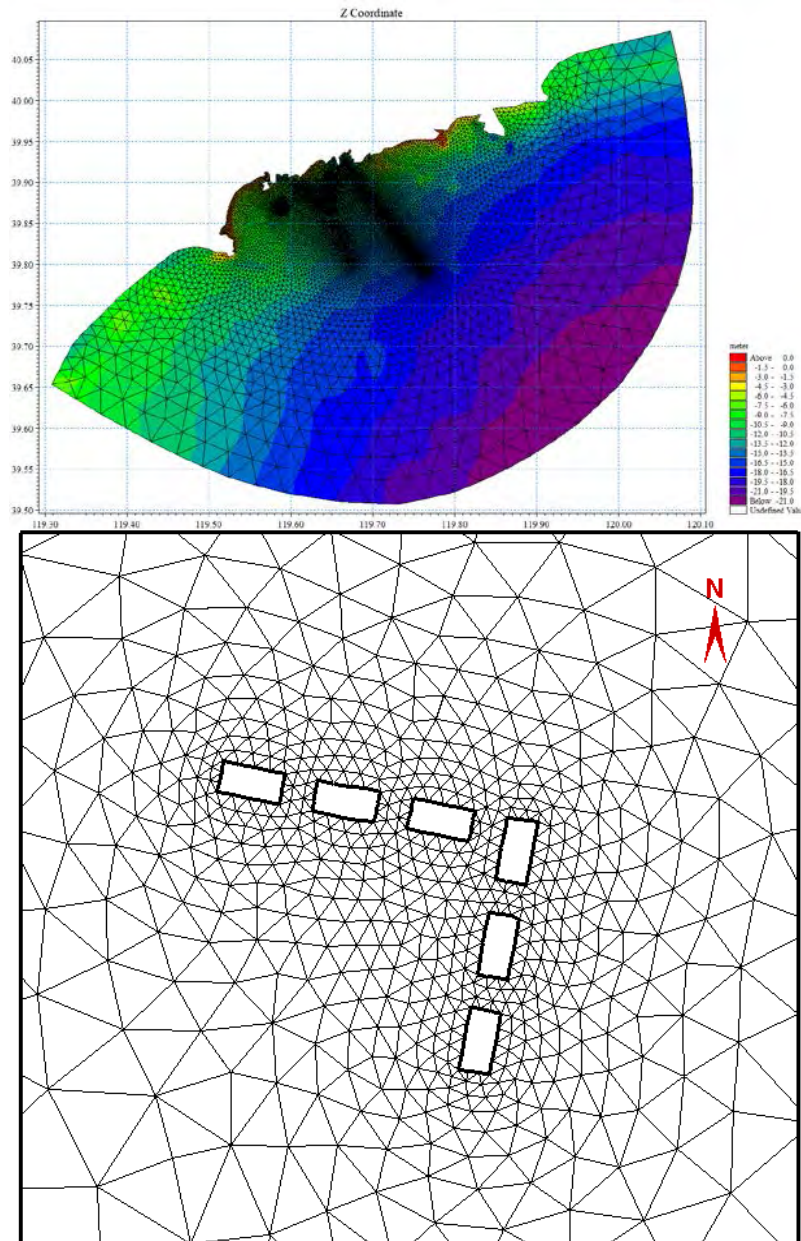 Z Coordinate
40.05
40.00
39.95
39.90
39.85
39.80
39.75
39.70
39.65
39.60
39.55
39.50
119.30 119.40 119.50 119.60 119.70 119.80 119.90 120.00 120.10
meter
Above 0.0
-1.5 - 0.0
-3.0 - -1.5
-4.5 - -3.0
-6.0 - -4.5
-7.5 - -6.0
-9.0 - -7.5
-10.5 - -9.0
-12.0 - -10.5
-13.5 - -12.0
-15.0 - -13.5
-16.5 - -15.0
-18.0 - -16.5
-19.5 - -18.0
-21.0 - -19.5
Below -21.0
Undefined Valu
N